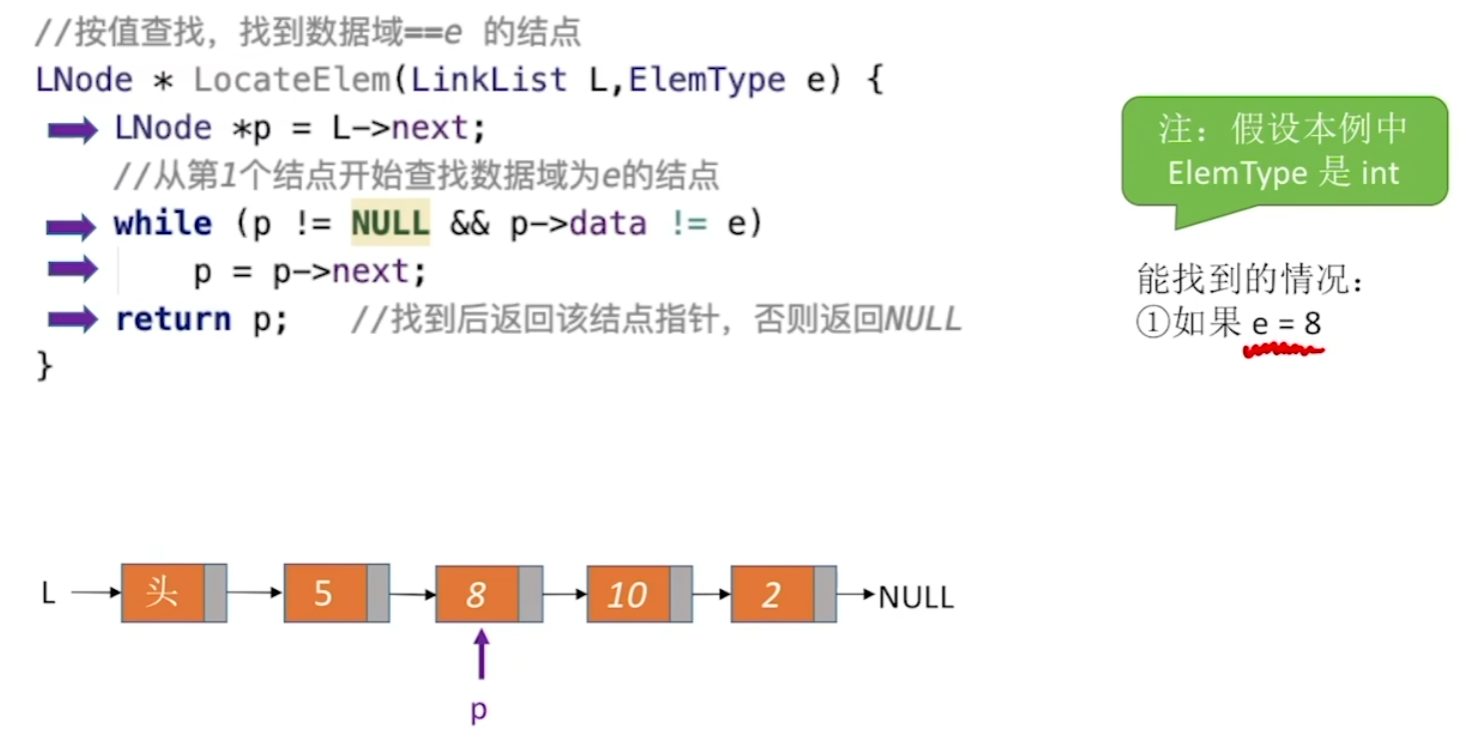 //按值查找，找到数据域==e 的结点
LNode * LocateElem(LinkList L,ElemType e) {
LNode *p = L->next;
//从第1个结点开始查找数据域为e的结点
while (p != NULL && p->data != e)
p = p->next;
return p; //找到后返回该结点指针，否则返回NULL
}
注：假设本例中
ElemType 是 int
能找到的情况：
①如果 e = 8
L 头 5 8 10 2 NULL
p